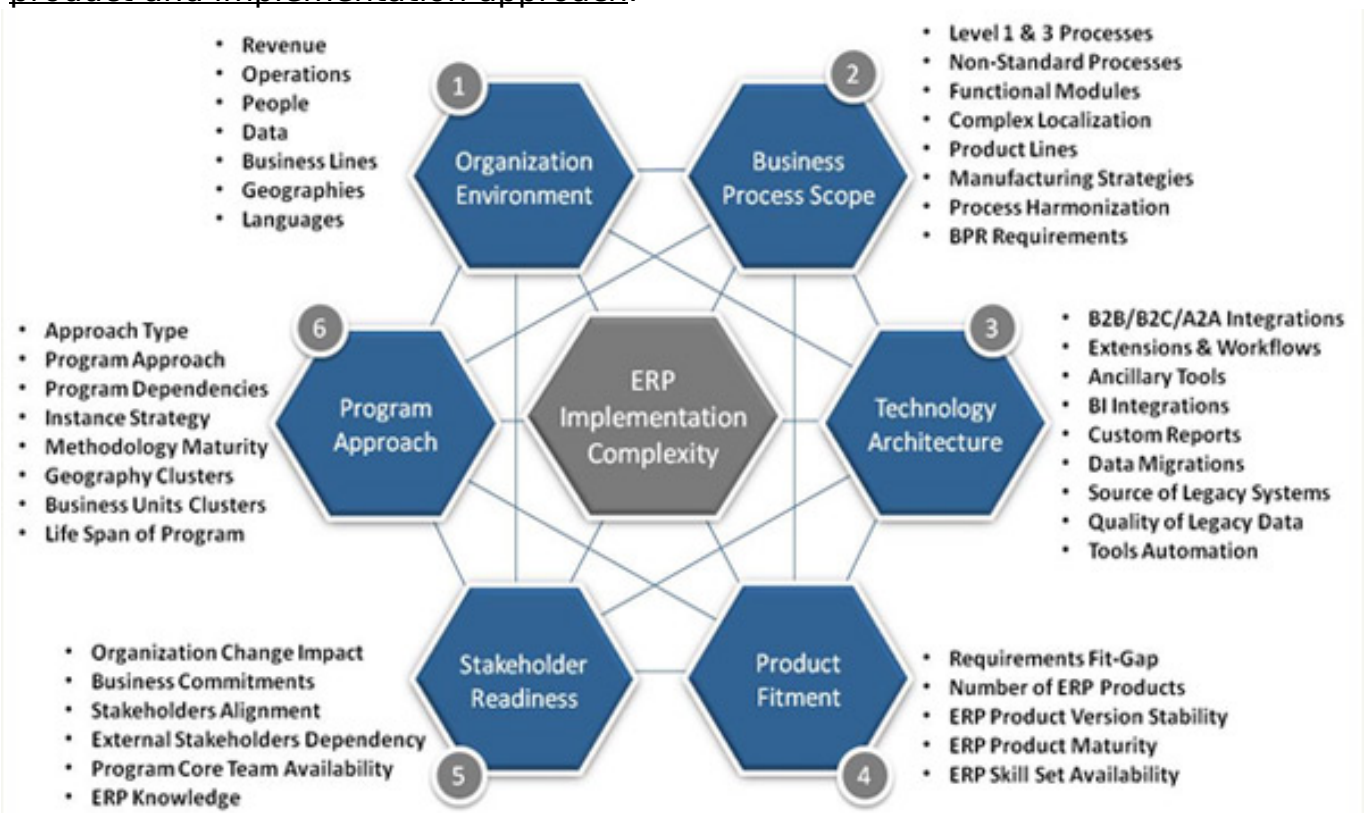 product and implementation approach.
1
Organization
Environment
• Revenue
• Operations
• People
• Data
• Business Lines
• Geographies
• Languages
2
Business
Process Scope
• Level 1 & 3 Processes
• Non-Standard Processes
• Functional Modules
• Complex Localization
• Product Lines
• Manufacturing Strategies
• Process Harmonization
• BPR Requirements
3
Technology
Architecture
• B2B/B2C/A2A Integrations
• Extensions & Workflows
• Ancillary Tools
• BI Integrations
• Custom Reports
• Data Migrations
• Source of Legacy Systems
• Quality of Legacy Data
• Tools Automation
4
Product
Fitment
• Requirements Fit-Gap
• Number of ERP Products
• ERP Product Version Stability
• ERP Product Maturity
• ERP Skill Set Availability
5
Stakeholder
Readiness
• Organization Change Impact
• Business Commitments
• Stakeholders Alignment
• External Stakeholders Dependency
• Program Core Team Availability
• ERP Knowledge
6
Program
Approach
• Approach Type
• Program Approach
• Program Dependencies
• Instance Strategy
• Methodology Maturity
• Geography Clusters
• Business Units Clusters
• Life Span of Program
ERP
Implementation
Complexity